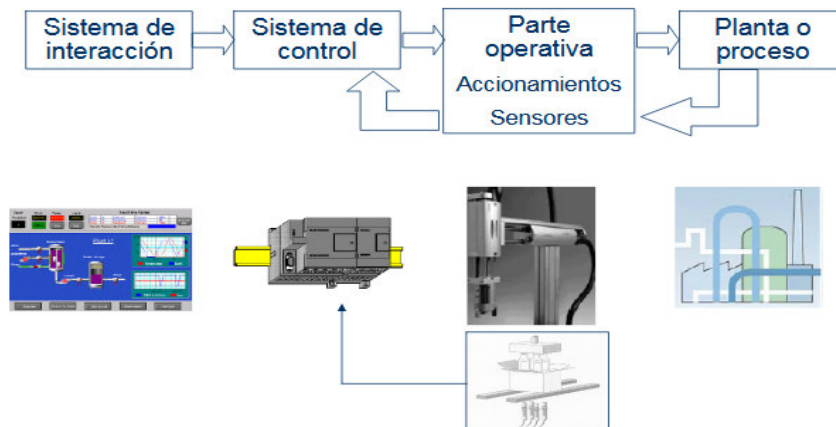 Sistema de
interacción
Sistema de
control
Parte
operativa
Accionamientos
Sensores
Planta o
proceso